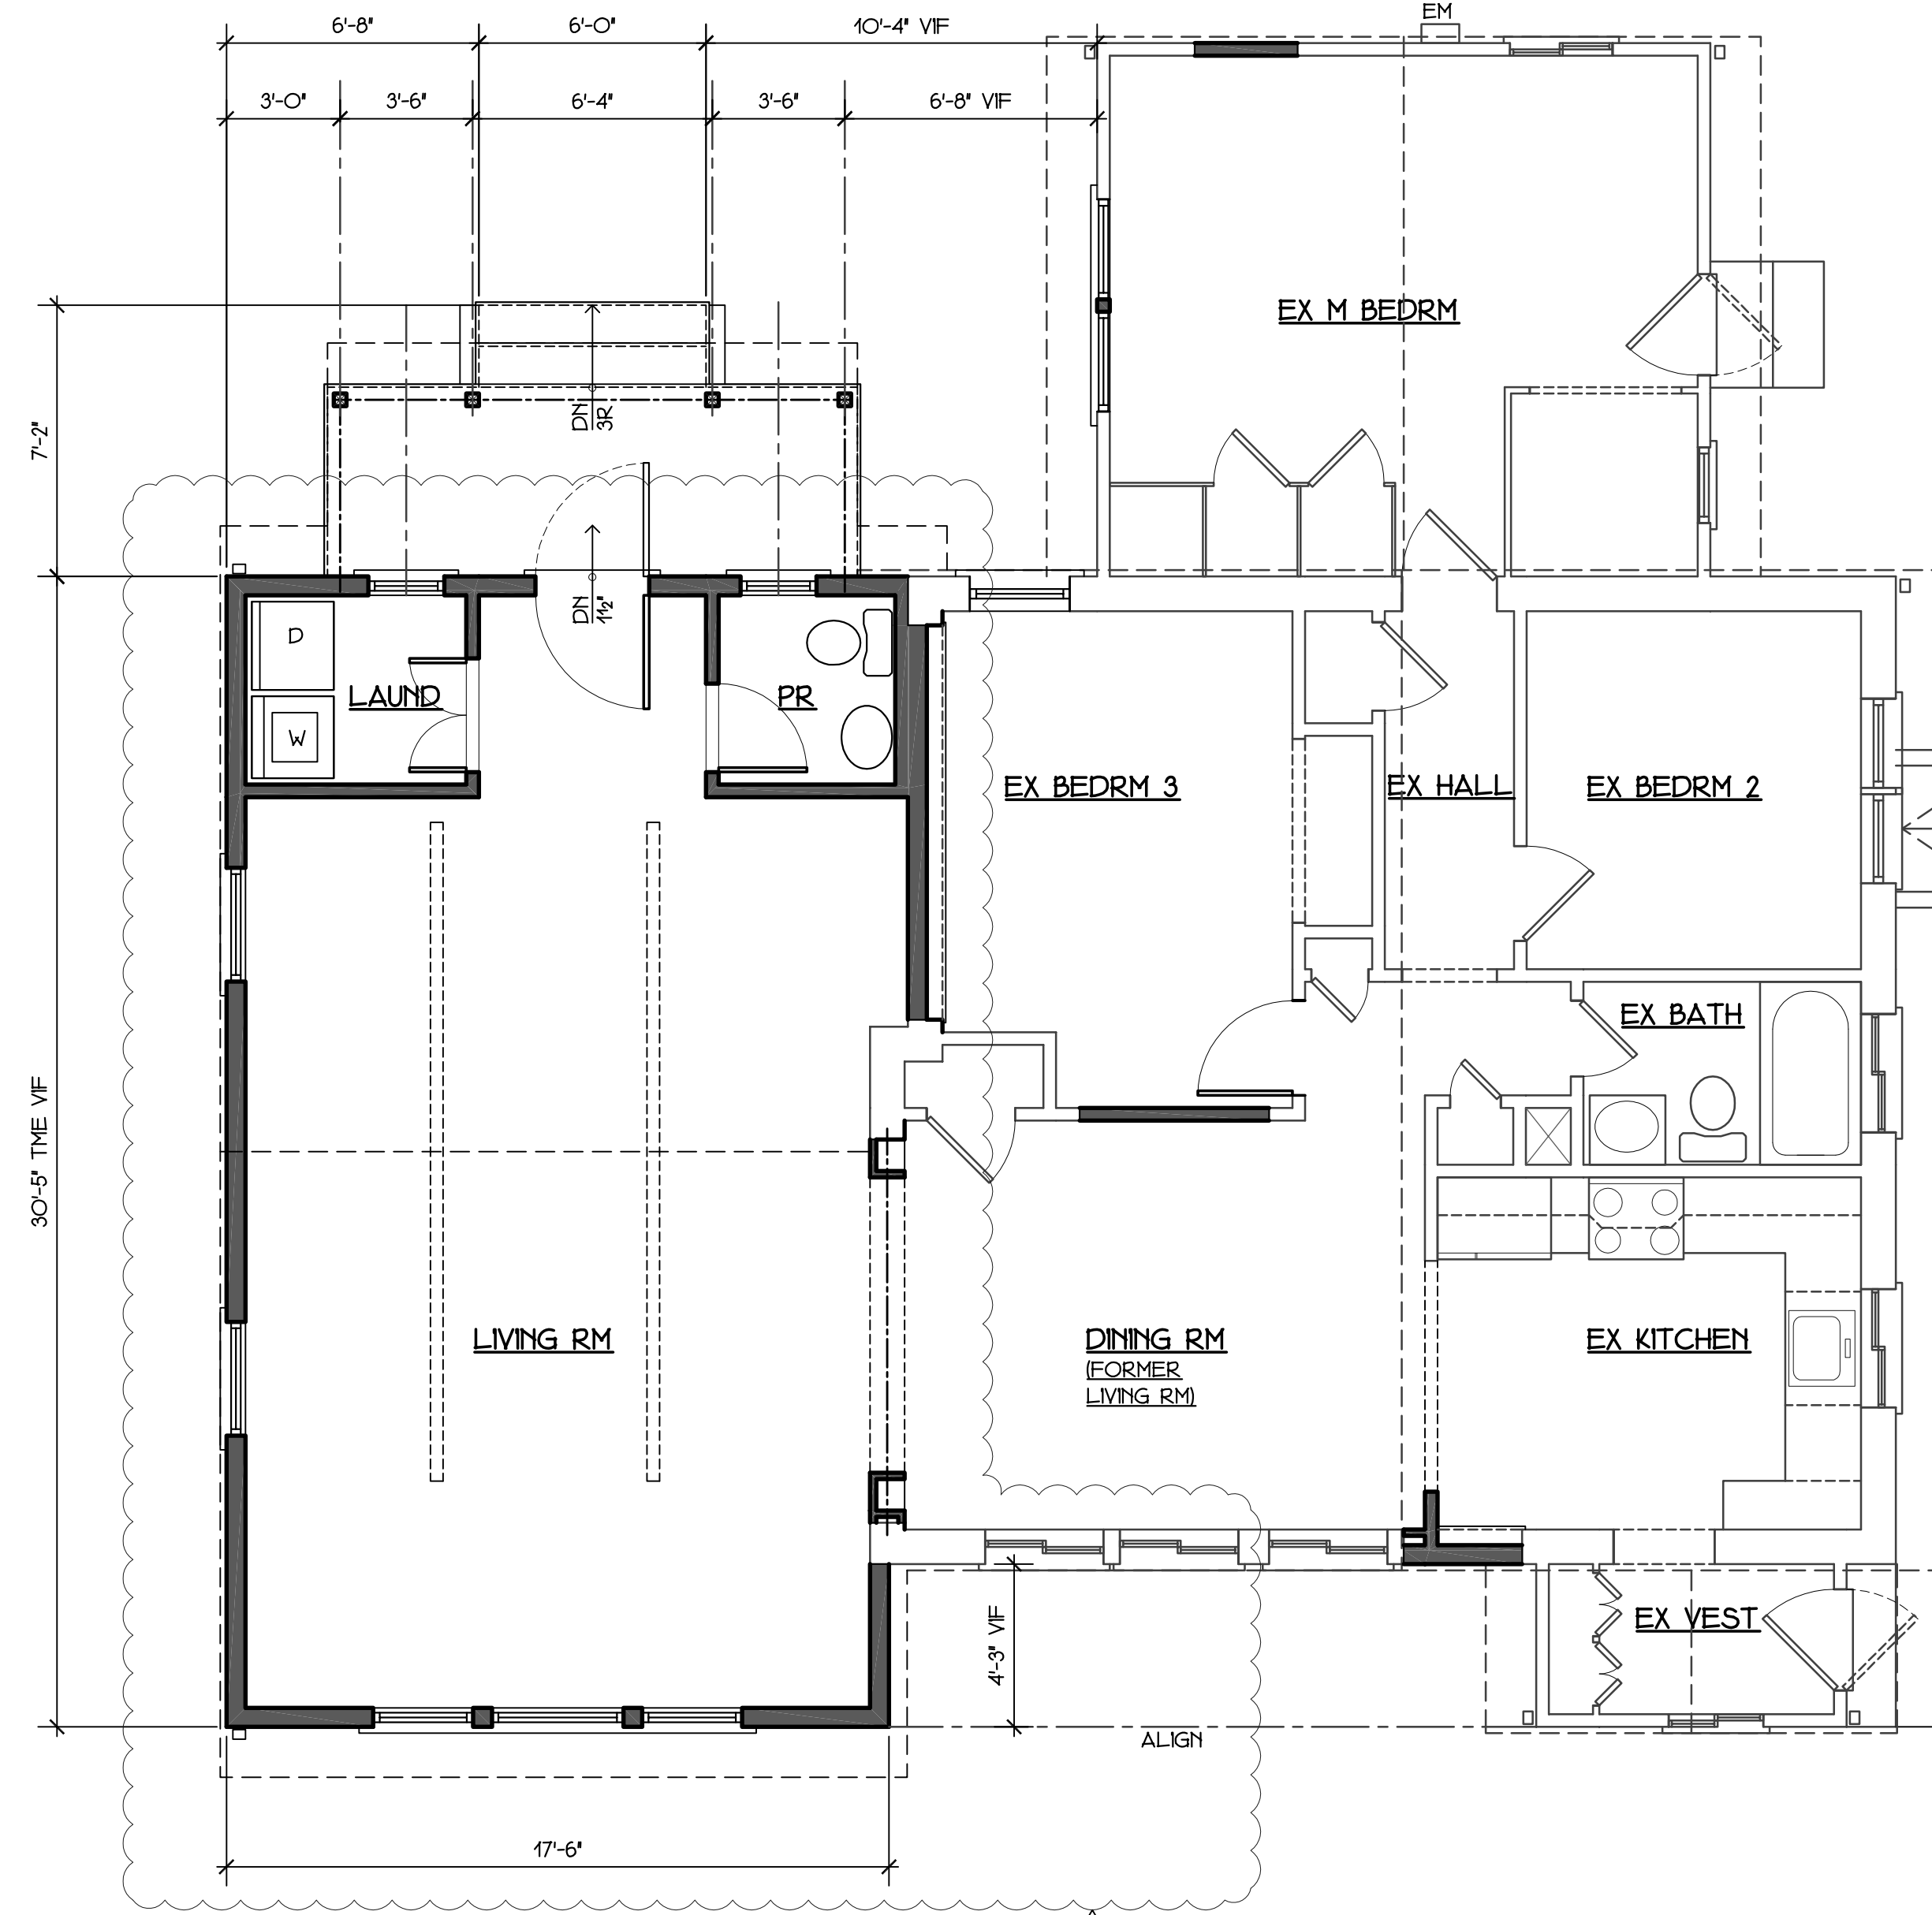 EM
6'-8"
6'-0"
10'-4" VIF
3'-0"
3'-6"
6'-4"
3'-6"
6'-8" VIF
EX M BEDRM
7'-2"
DN
3R
DN
1 1/2"
D
LAUND
W
PR
EX BEDRM 3
EX HALL
EX BEDRM 2
EX BATH
30'-5" TME VIF
LIVING RM
DINING RM
(FORMER
LIVING RM)
EX KITCHEN
EX VEST
4'-3" VIF
ALIGN
17'-6"